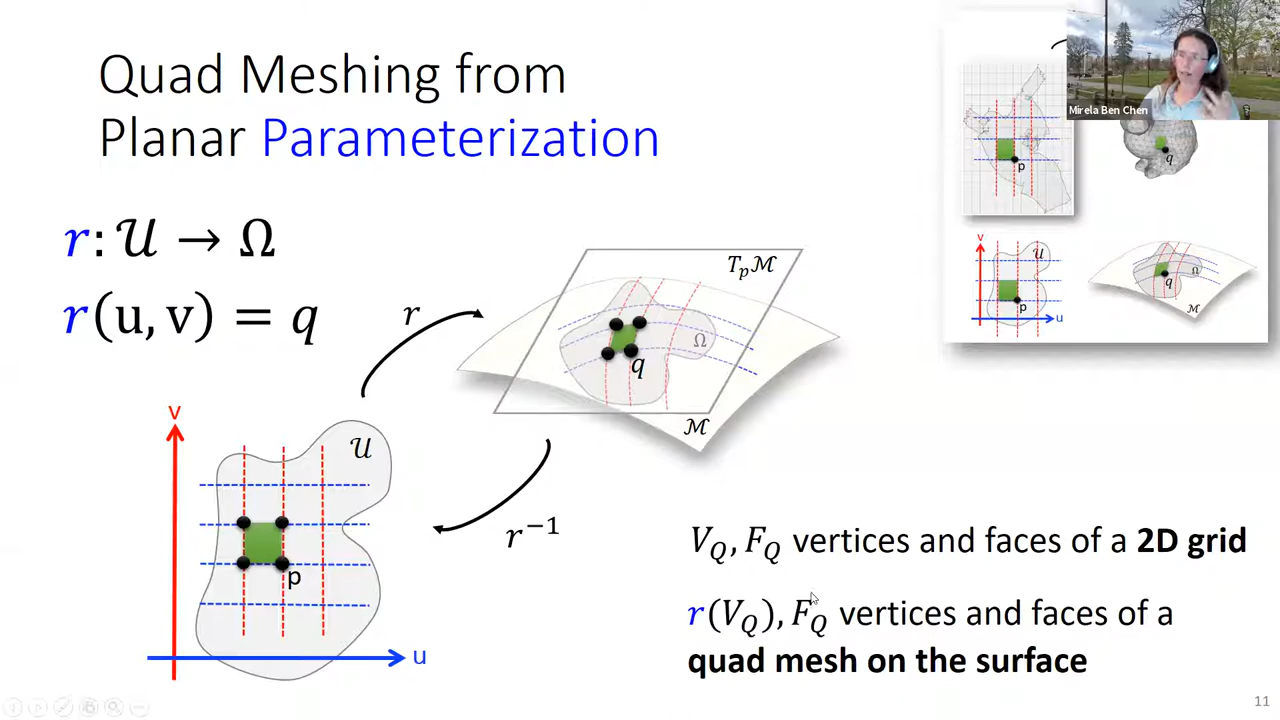 Quad Meshing from
Planar Parameterization
r: 𝒰 → Ω
r(u, v) = q
r
T_pℳ
Ω
q
ℳ
r⁻¹
v
𝒰
p
u
V_Q, F_Q vertices and faces of a 2D grid
r(V_Q), F_Q vertices and faces of a
quad mesh on the surface
Mirela Ben Chen
p
q
v
𝒰
p
u
Ω
q
ℳ
11